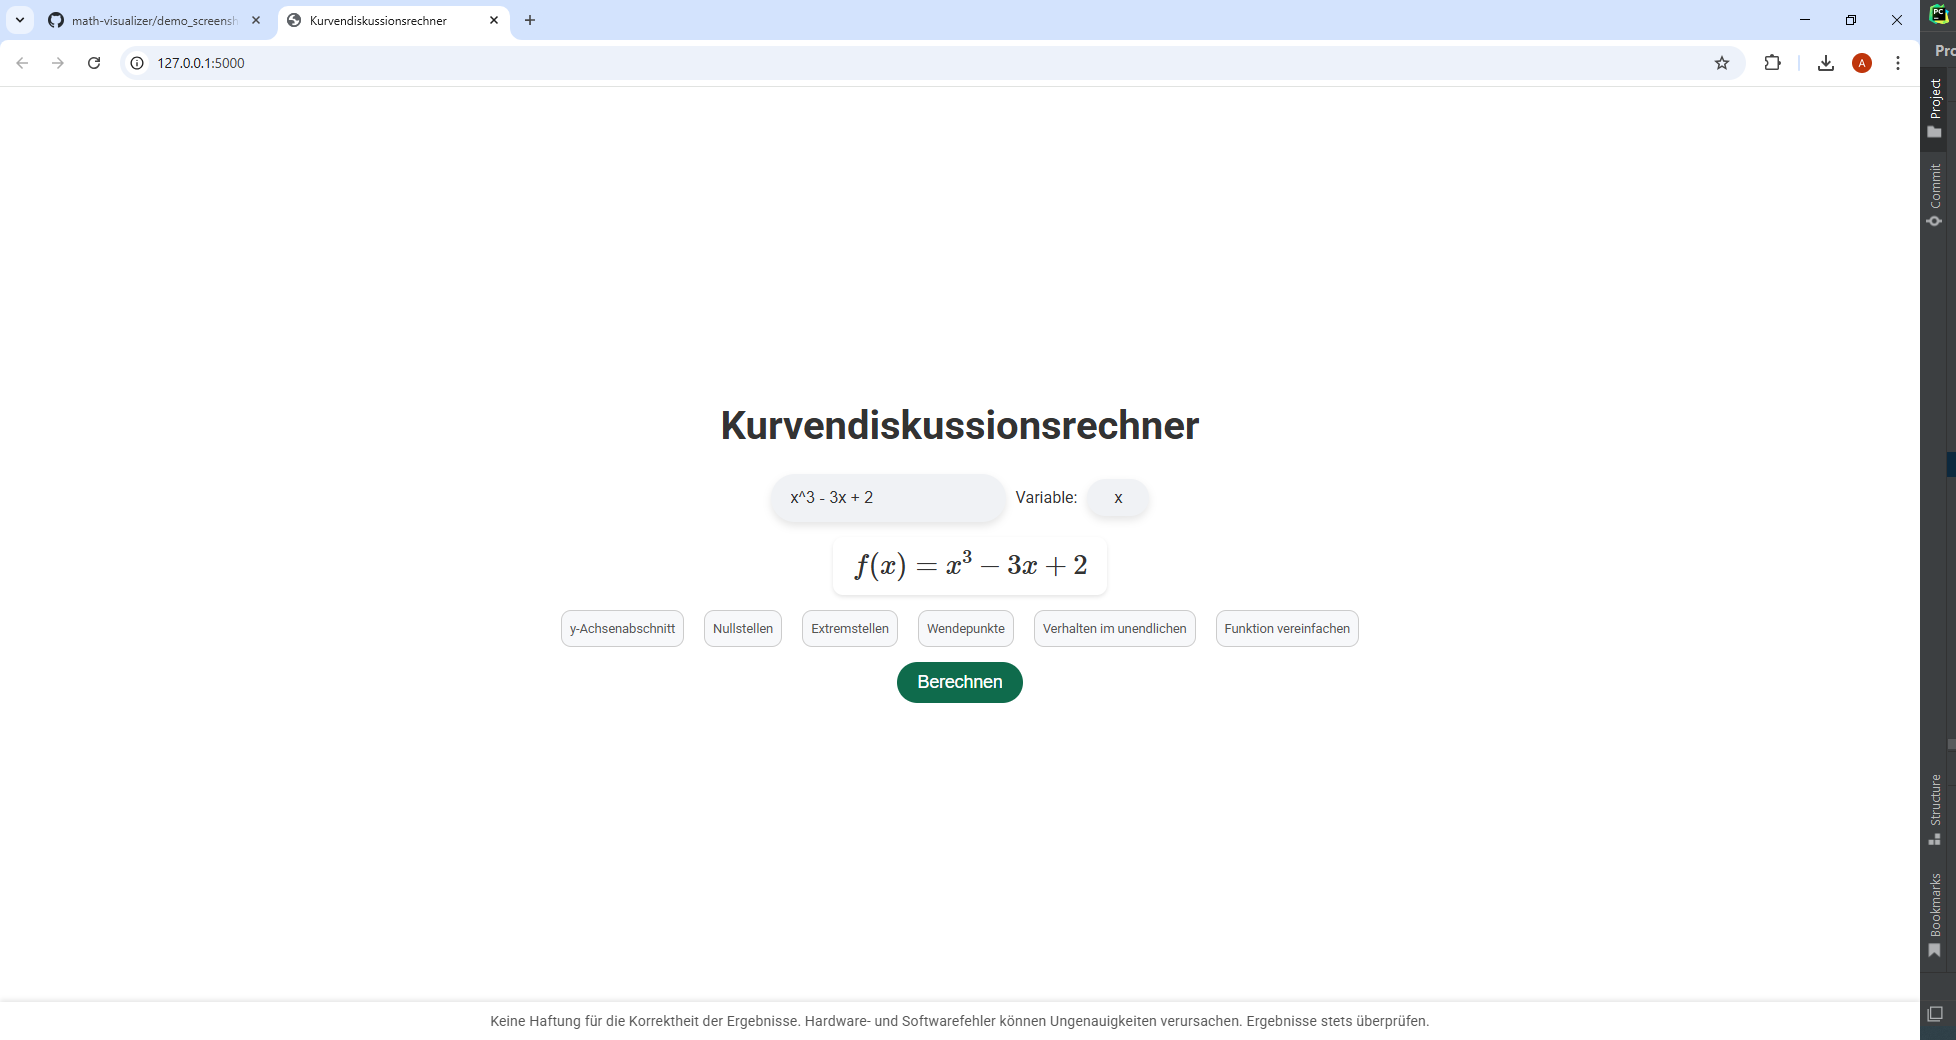 math-visualizer/demo_screensh
Kurvendiskussionsrechner
127.0.0.1:5000
A
Kurvendiskussionsrechner
x^3 - 3x + 2 Variable: x
f(x) = x³ − 3x + 2
y-Achsenabschnitt Nullstellen Extremstellen Wendepunkte Verhalten im unendlichen Funktion vereinfachen
Berechnen
Keine Haftung für die Korrektheit der Ergebnisse. Hardware- und Softwarefehler können Ungenauigkeiten verursachen. Ergebnisse stets überprüfen.
PC
Pro
Project
Commit
Structure
Bookmarks